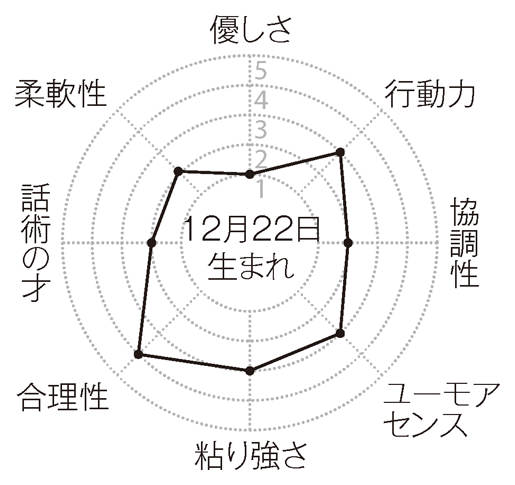 優しさ
行動力
協調性
ユーモア
センス
粘り強さ
合理性
話術の才
柔軟性
5
4
3
2
1
12月22日
生まれ